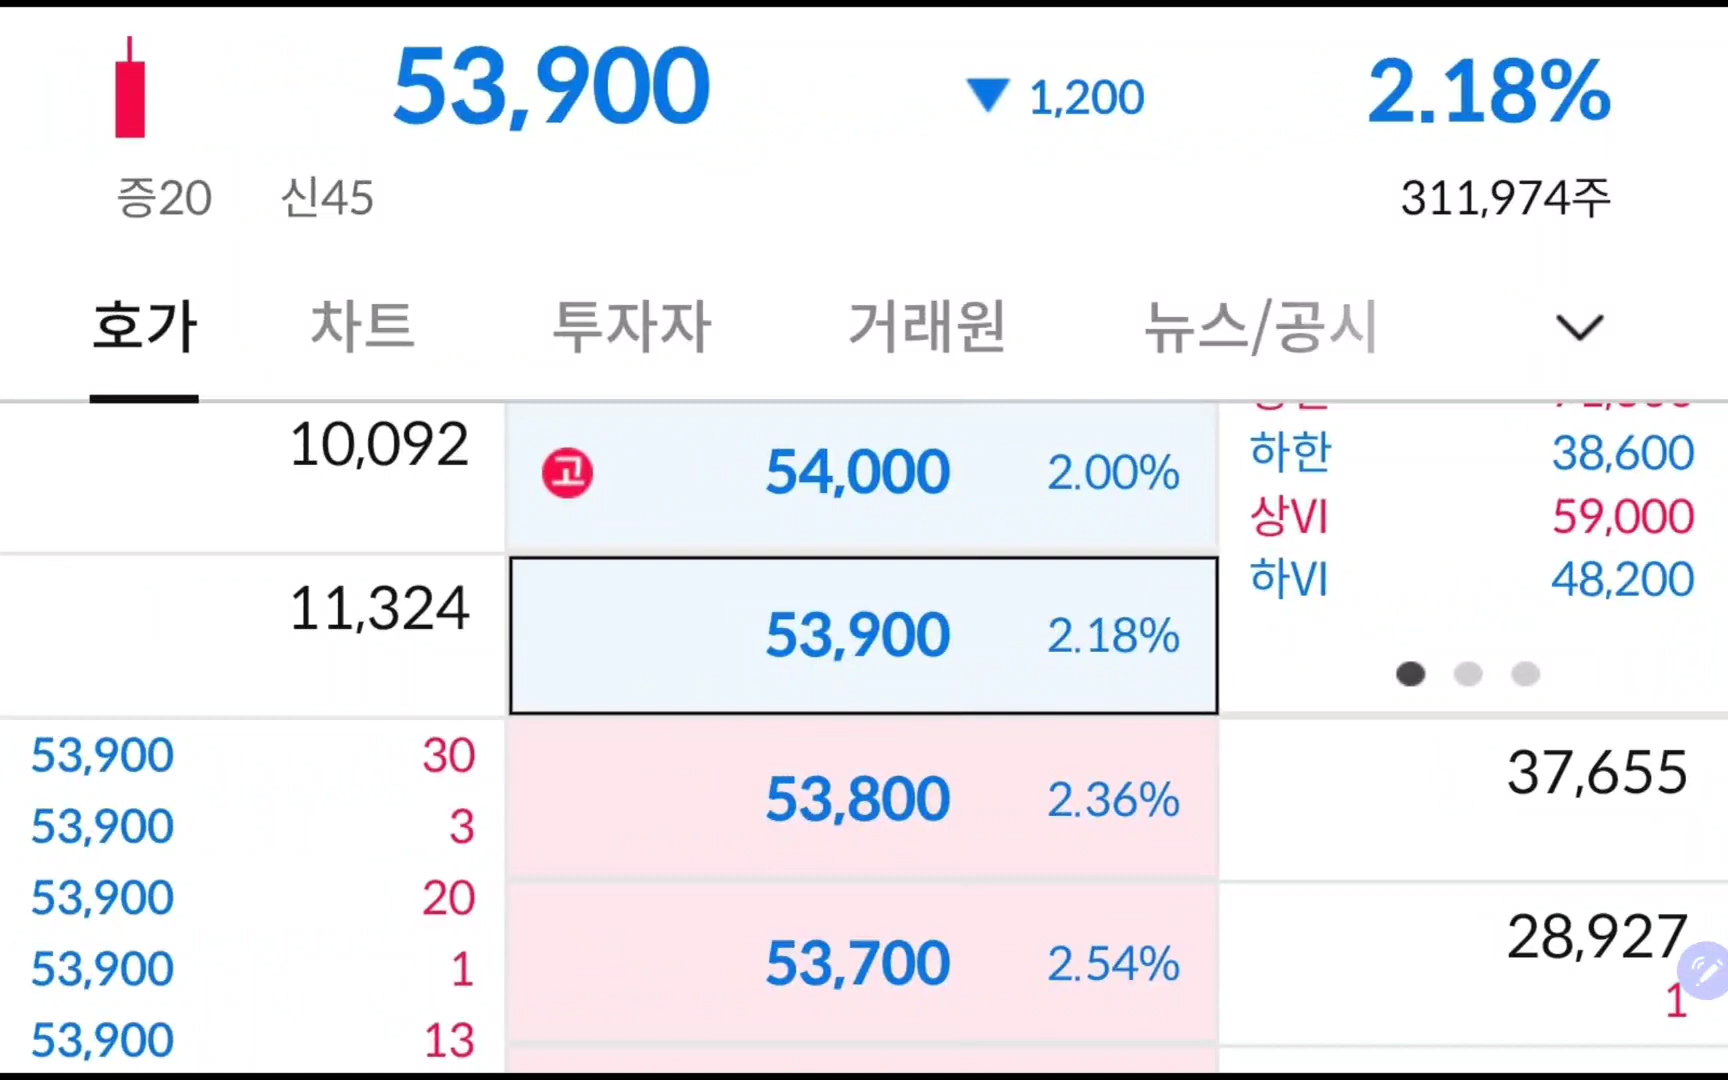 53,900 ▼ 1,200 2.18%
증20 신45 311,974주
호가 차트 투자자 거래원 뉴스/공시
10,092 고 54,000 2.00%
하한 38,600
상VI 59,000
하VI 48,200
11,324 53,900 2.18%
53,900 30
53,900 3
53,900 20
53,900 1
53,900 13
53,800 2.36% 37,655
53,700 2.54% 28,927
1